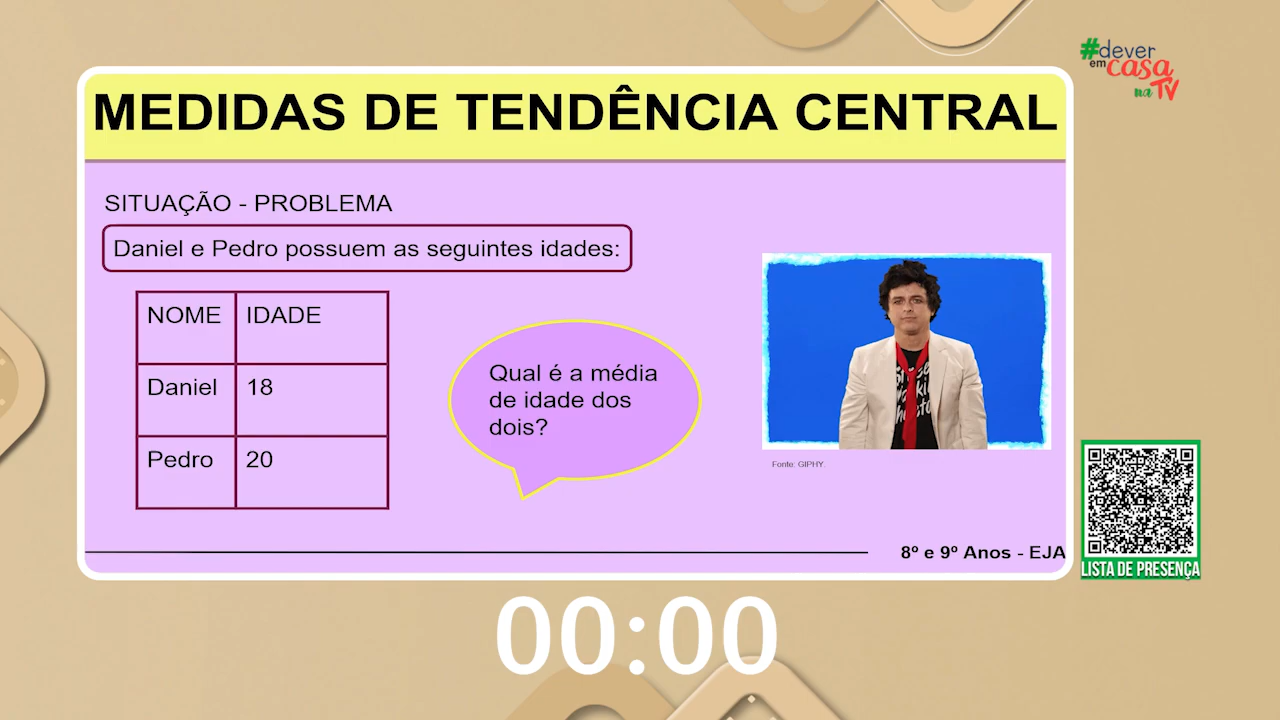 #dever
em casa
na TV
MEDIDAS DE TENDÊNCIA CENTRAL
SITUAÇÃO - PROBLEMA
Daniel e Pedro possuem as seguintes idades:
NOME IDADE
Daniel 18
Pedro 20
Qual é a média
de idade dos
dois?
Fonte: GIPHY.
8º e 9º Anos - EJA
LISTA DE PRESENÇA
00:00